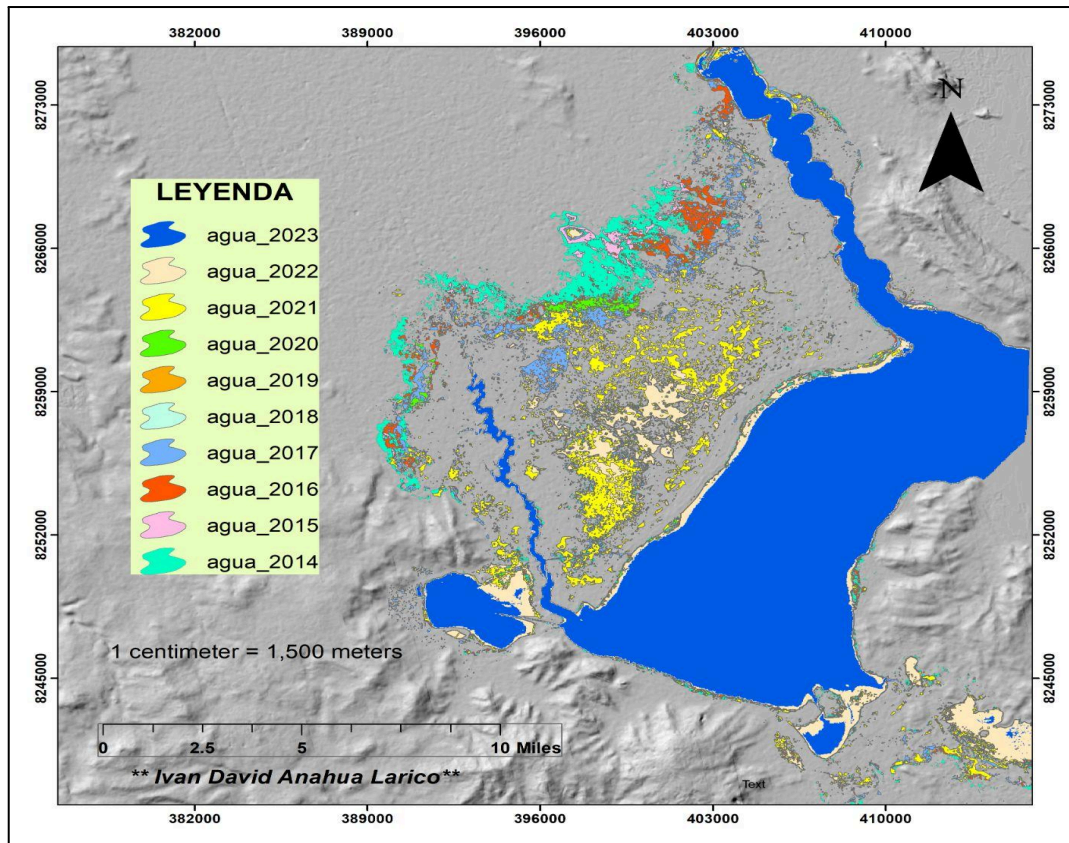 382000 389000 396000 403000 410000
8273000 8273000
N
LEYENDA
agua_2023
agua_2022
agua_2021
agua_2020
agua_2019
agua_2018
agua_2017
agua_2016
agua_2015
agua_2014
8266000 8266000
8259000 8259000
8252000 8252000
8245000 8245000
1 centimeter = 1,500 meters
0 2.5 5 10 Miles
** Ivan David Anahua Larico**
Text
382000 389000 396000 403000 410000